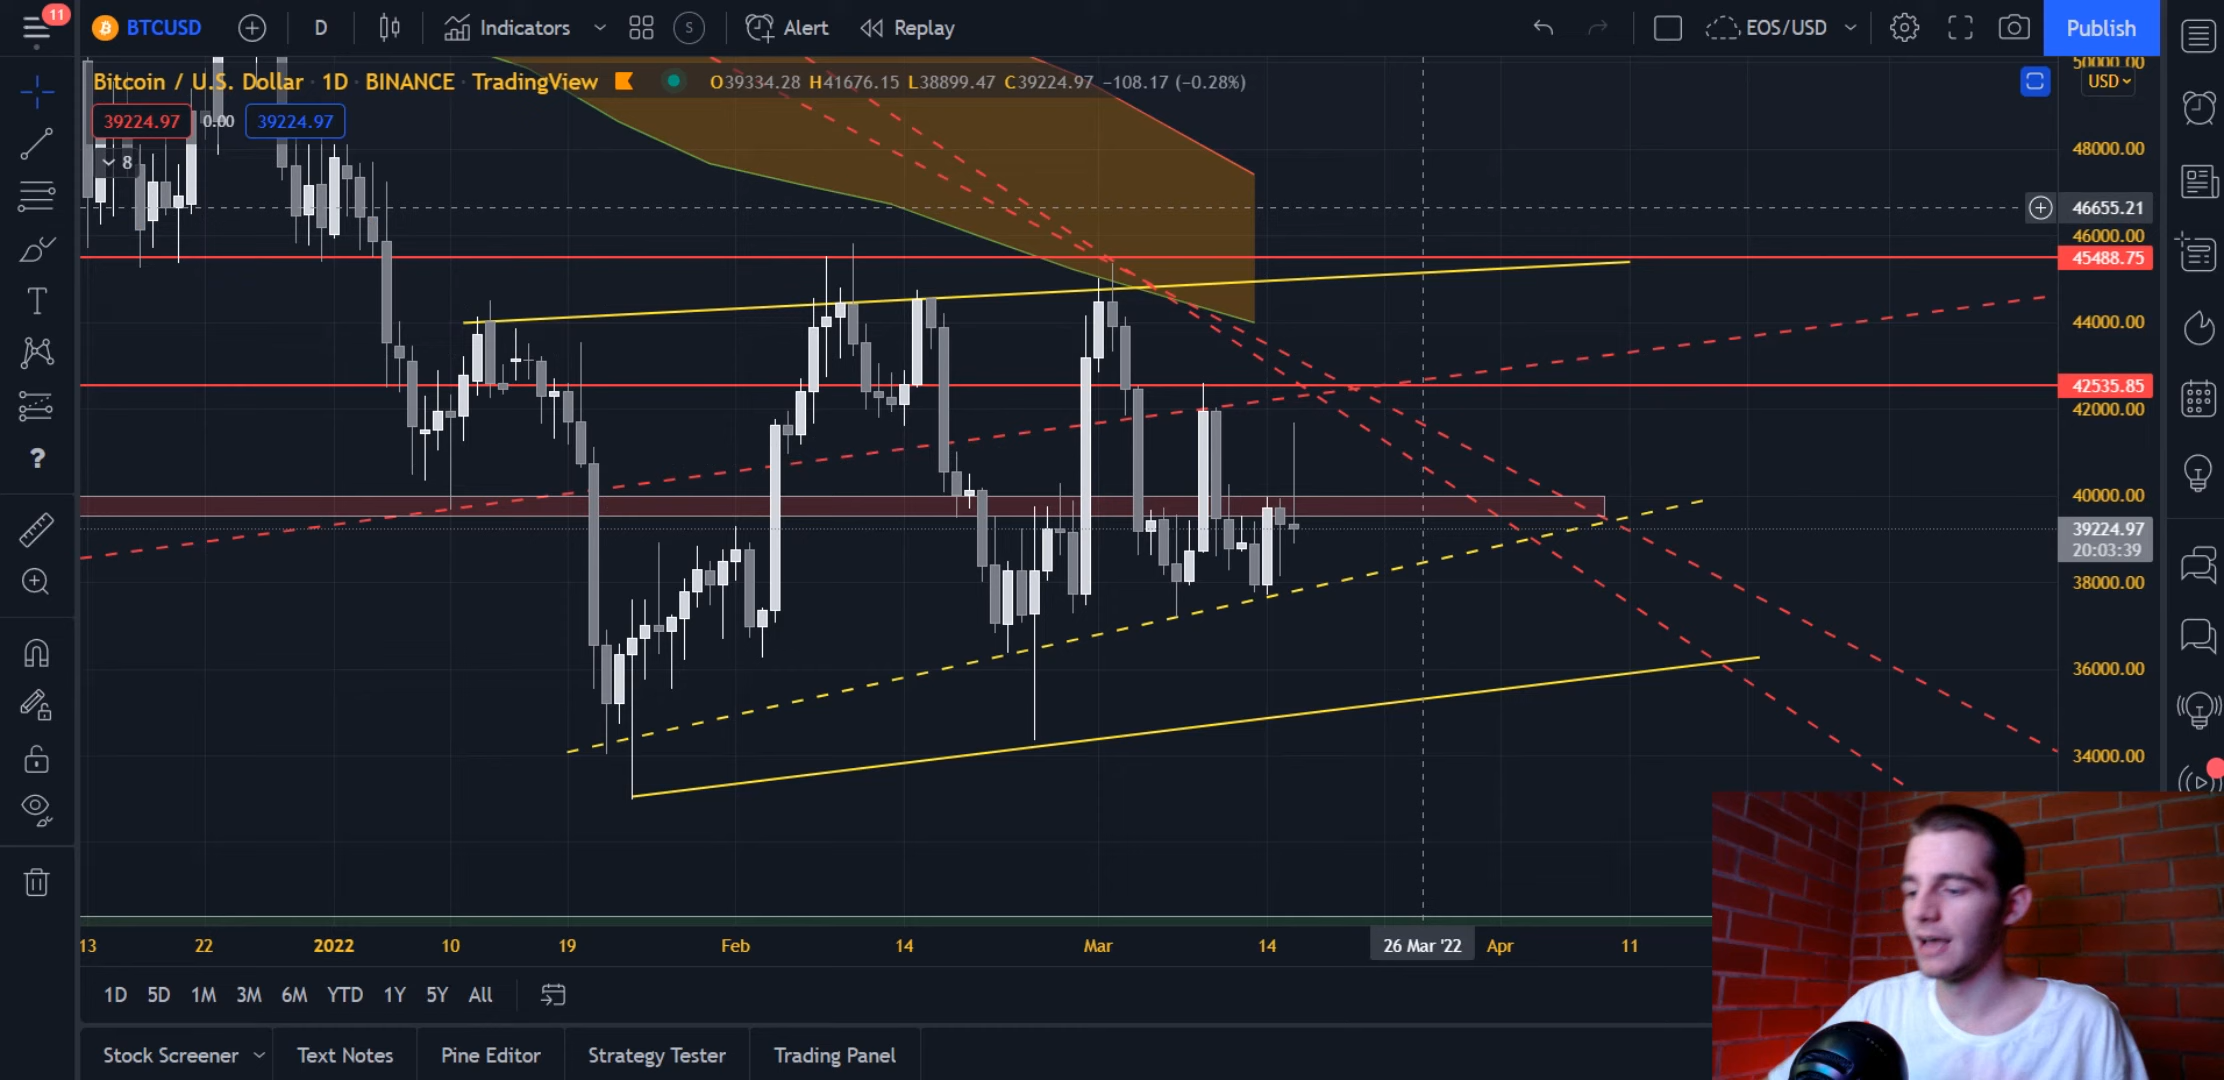 11
BTCUSD
D
Indicators
S
Alert
Replay
EOS/USD
Publish
Bitcoin / U.S. Dollar · 1D · BINANCE · TradingView
O39334.28 H41676.15 L38899.47 C39224.97 −108.17 (−0.28%)
39224.97
0.00
39224.97
8
50000.00
USD
48000.00
46655.21
46000.00
45488.75
44000.00
42535.85
42000.00
40000.00
39224.97
20:03:39
38000.00
36000.00
34000.00
?
13
22
2022
10
19
Feb
14
Mar
14
26 Mar '22
Apr
11
1D
5D
1M
3M
6M
YTD
1Y
5Y
All
Stock Screener
Text Notes
Pine Editor
Strategy Tester
Trading Panel